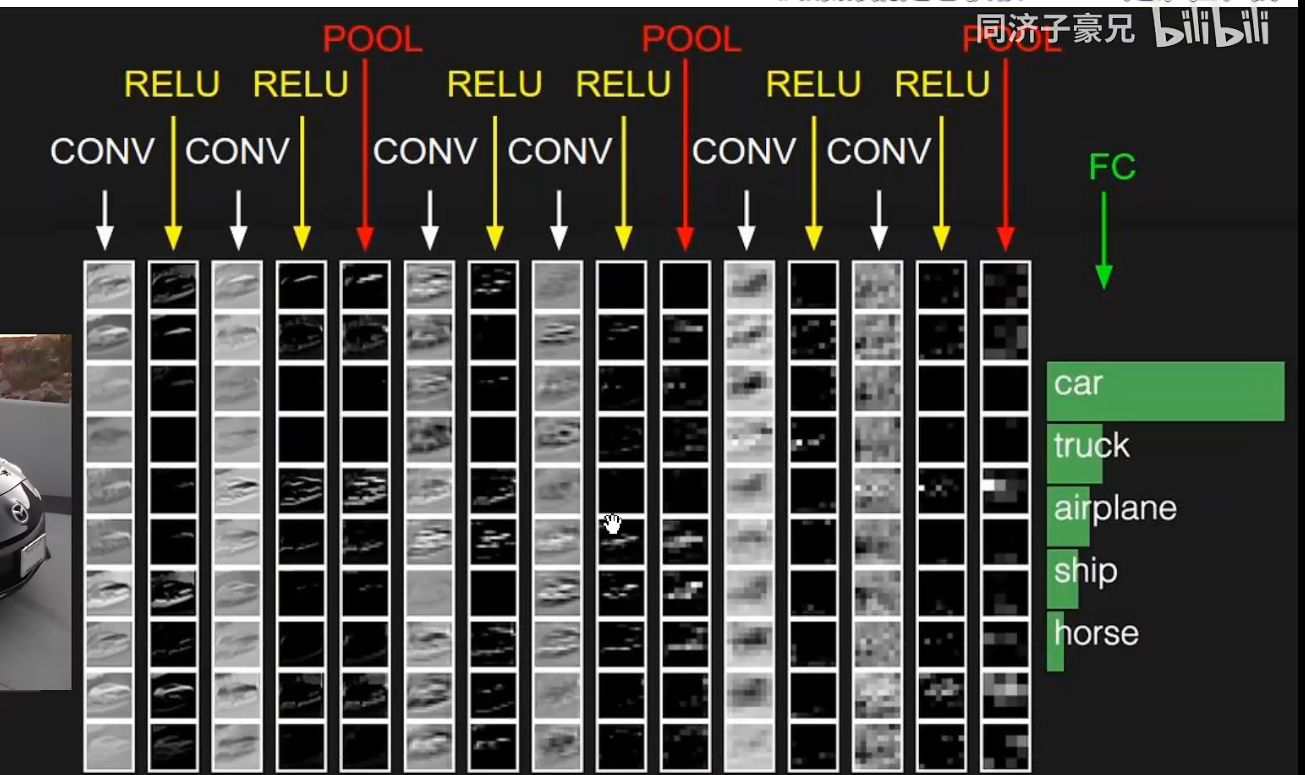 同济子豪兄 bilibili
POOL POOL POOL
RELU RELU RELU RELU RELU RELU
CONV CONV CONV CONV CONV CONV
FC
car
truck
airplane
ship
horse